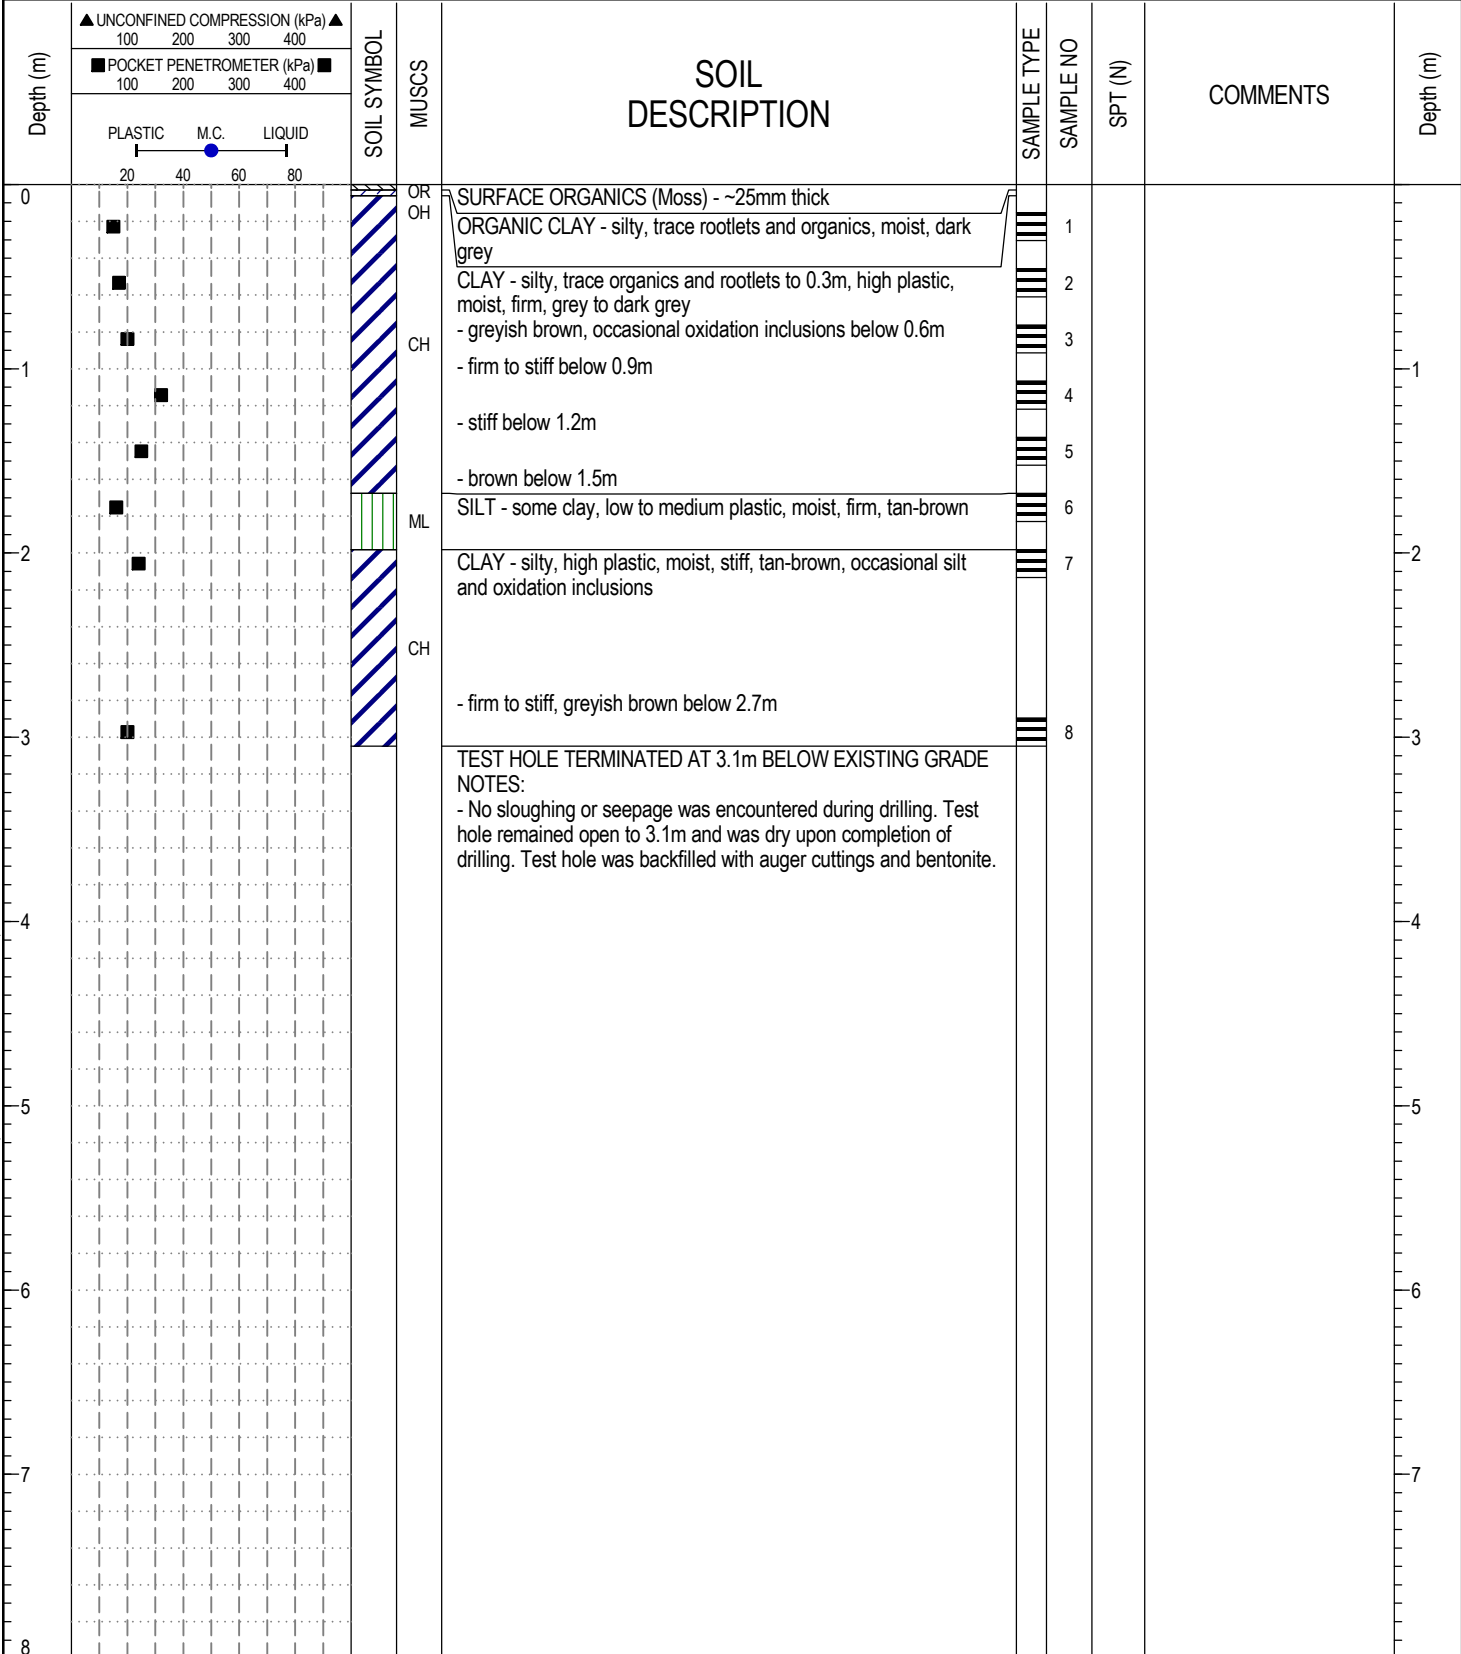 Depth (m)
▲ UNCONFINED COMPRESSION (kPa) ▲
100 200 300 400
■ POCKET PENETROMETER (kPa) ■
100 200 300 400
PLASTIC M.C. LIQUID
20 40 60 80
SOIL SYMBOL
MUSCS
SOIL
DESCRIPTION
SAMPLE TYPE
SAMPLE NO
SPT (N)
COMMENTS
Depth (m)
0
OR
SURFACE ORGANICS (Moss) - ~25mm thick
OH
ORGANIC CLAY - silty, trace rootlets and organics, moist, dark
grey
1
CLAY - silty, trace organics and rootlets to 0.3m, high plastic,
moist, firm, grey to dark grey
2
- greyish brown, occasional oxidation inclusions below 0.6m
3
CH
- firm to stiff below 0.9m
1
1
4
- stiff below 1.2m
5
- brown below 1.5m
SILT - some clay, low to medium plastic, moist, firm, tan-brown
6
ML
2
CLAY - silty, high plastic, moist, stiff, tan-brown, occasional silt
and oxidation inclusions
7
2
CH
- firm to stiff, greyish brown below 2.7m
8
3
3
TEST HOLE TERMINATED AT 3.1m BELOW EXISTING GRADE
NOTES:
- No sloughing or seepage was encountered during drilling. Test
hole remained open to 3.1m and was dry upon completion of
drilling. Test hole was backfilled with auger cuttings and bentonite.
4
4
5
5
6
6
7
7
8